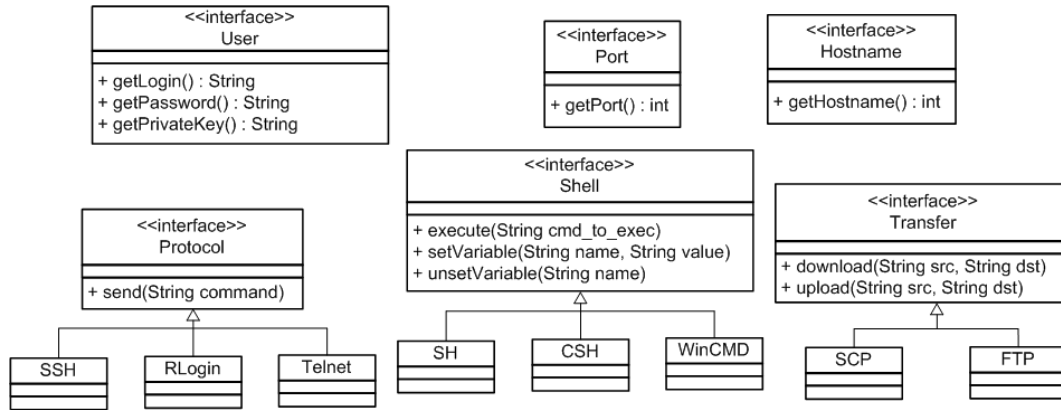 <<interface>>
User
+ getLogin() : String
+ getPassword() : String
+ getPrivateKey() : String
<<interface>>
Port
+ getPort() : int
<<interface>>
Hostname
+ getHostname() : int
<<interface>>
Protocol
+ send(String command)
<<interface>>
Shell
+ execute(String cmd_to_exec)
+ setVariable(String name, String value)
+ unsetVariable(String name)
<<interface>>
Transfer
+ download(String src, String dst)
+ upload(String src, String dst)
SSH
RLogin
Telnet
SH
CSH
WinCMD
SCP
FTP